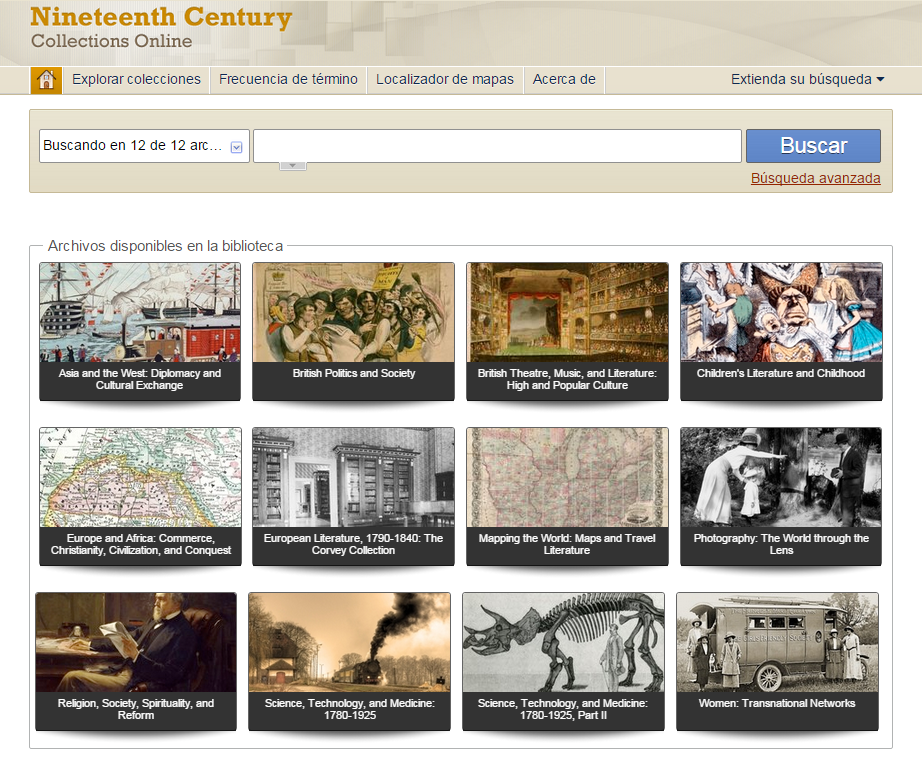 Nineteenth Century
Collections Online
Explorar colecciones
Frecuencia de término
Localizador de mapas
Acerca de
Extienda su búsqueda
Buscando en 12 de 12 arc...
Buscar
Búsqueda avanzada
Archivos disponibles en la biblioteca
Asia and the West: Diplomacy and
Cultural Exchange
British Politics and Society
British Theatre, Music, and Literature:
High and Popular Culture
Children's Literature and Childhood
Europe and Africa: Commerce,
Christianity, Civilization, and Conquest
European Literature, 1790-1840: The
Corvey Collection
Mapping the World: Maps and Travel
Literature
Photography: The World through the
Lens
Religion, Society, Spirituality, and
Reform
Science, Technology, and Medicine:
1780-1925
Science, Technology, and Medicine:
1780-1925, Part II
Women: Transnational Networks